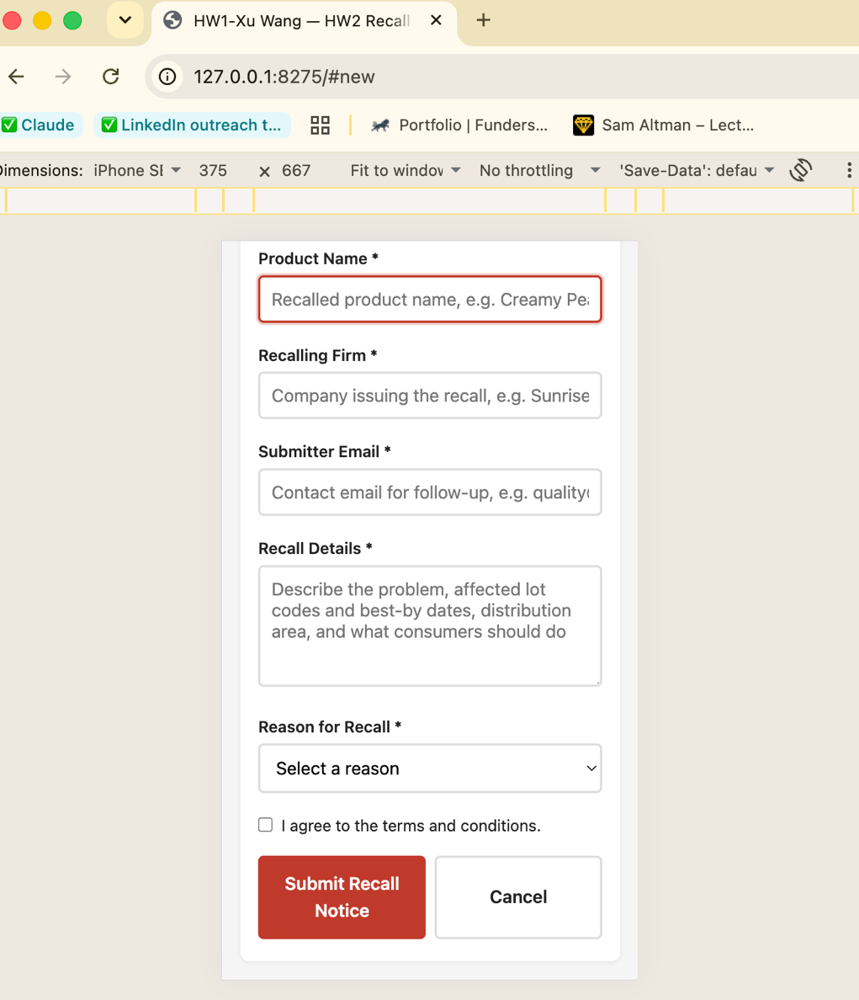 HW1-Xu Wang — HW2 Recall
127.0.0.1:8275/#new
Claude
LinkedIn outreach t...
Portfolio | Funders...
Sam Altman – Lect...
Dimensions: iPhone SE 375 x 667 Fit to window No throttling 'Save-Data': defau
Product Name *
Recalled product name, e.g. Creamy Pea
Recalling Firm *
Company issuing the recall, e.g. Sunrise
Submitter Email *
Contact email for follow-up, e.g. quality
Recall Details *
Describe the problem, affected lot
codes and best-by dates, distribution
area, and what consumers should do
Reason for Recall *
Select a reason
I agree to the terms and conditions.
Submit Recall
Notice
Cancel